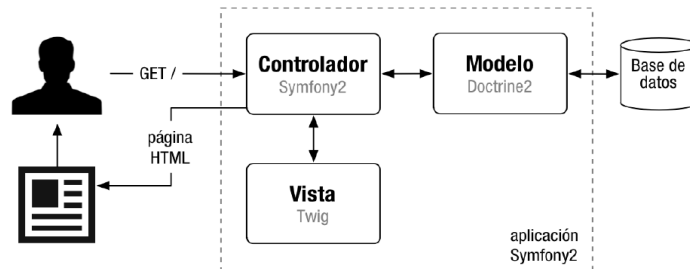 GET /
Controlador
Symfony2
Modelo
Doctrine2
Base de
datos
página
HTML
Vista
Twig
aplicación
Symfony2